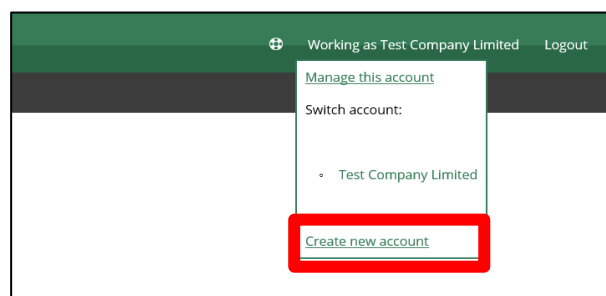 Working as Test Company Limited Logout
Manage this account
Switch account:
Test Company Limited
Create new account